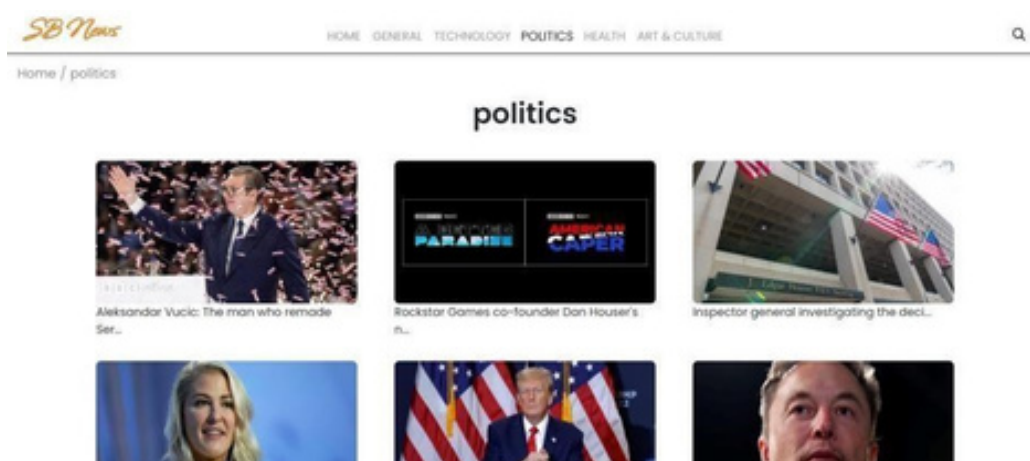 SB News
HOME GENERAL TECHNOLOGY POLITICS HEALTH ART & CULTURE
Home / politics
politics
PARADISE
AMERICAN
CAPER
Aleksandar Vucic: The man who remade
Ser...
Rockstar Games co-founder Dan Houser's
n...
Inspector general investigating the deci...